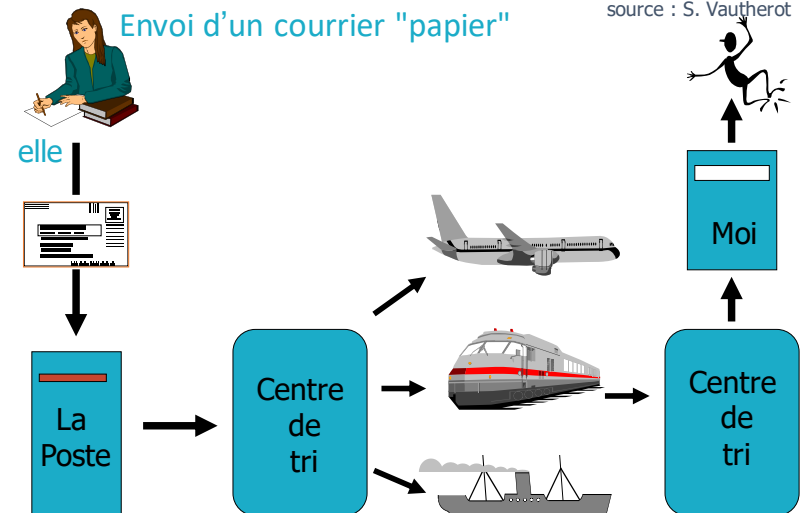 Envoi d’un courrier "papier"
source : S. Vautherot
elle
La
Poste
Centre
de
tri
Centre
de
tri
Moi